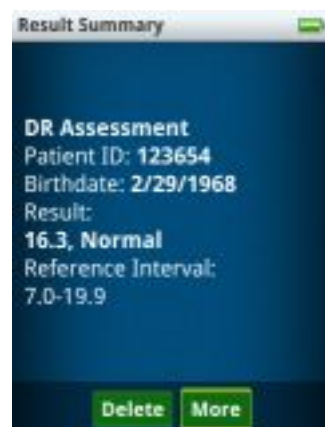 Result Summary
DR Assessment
Patient ID: 123654
Birthdate: 2/29/1968
Result:
16.3, Normal
Reference Interval:
7.0-19.9
Delete More